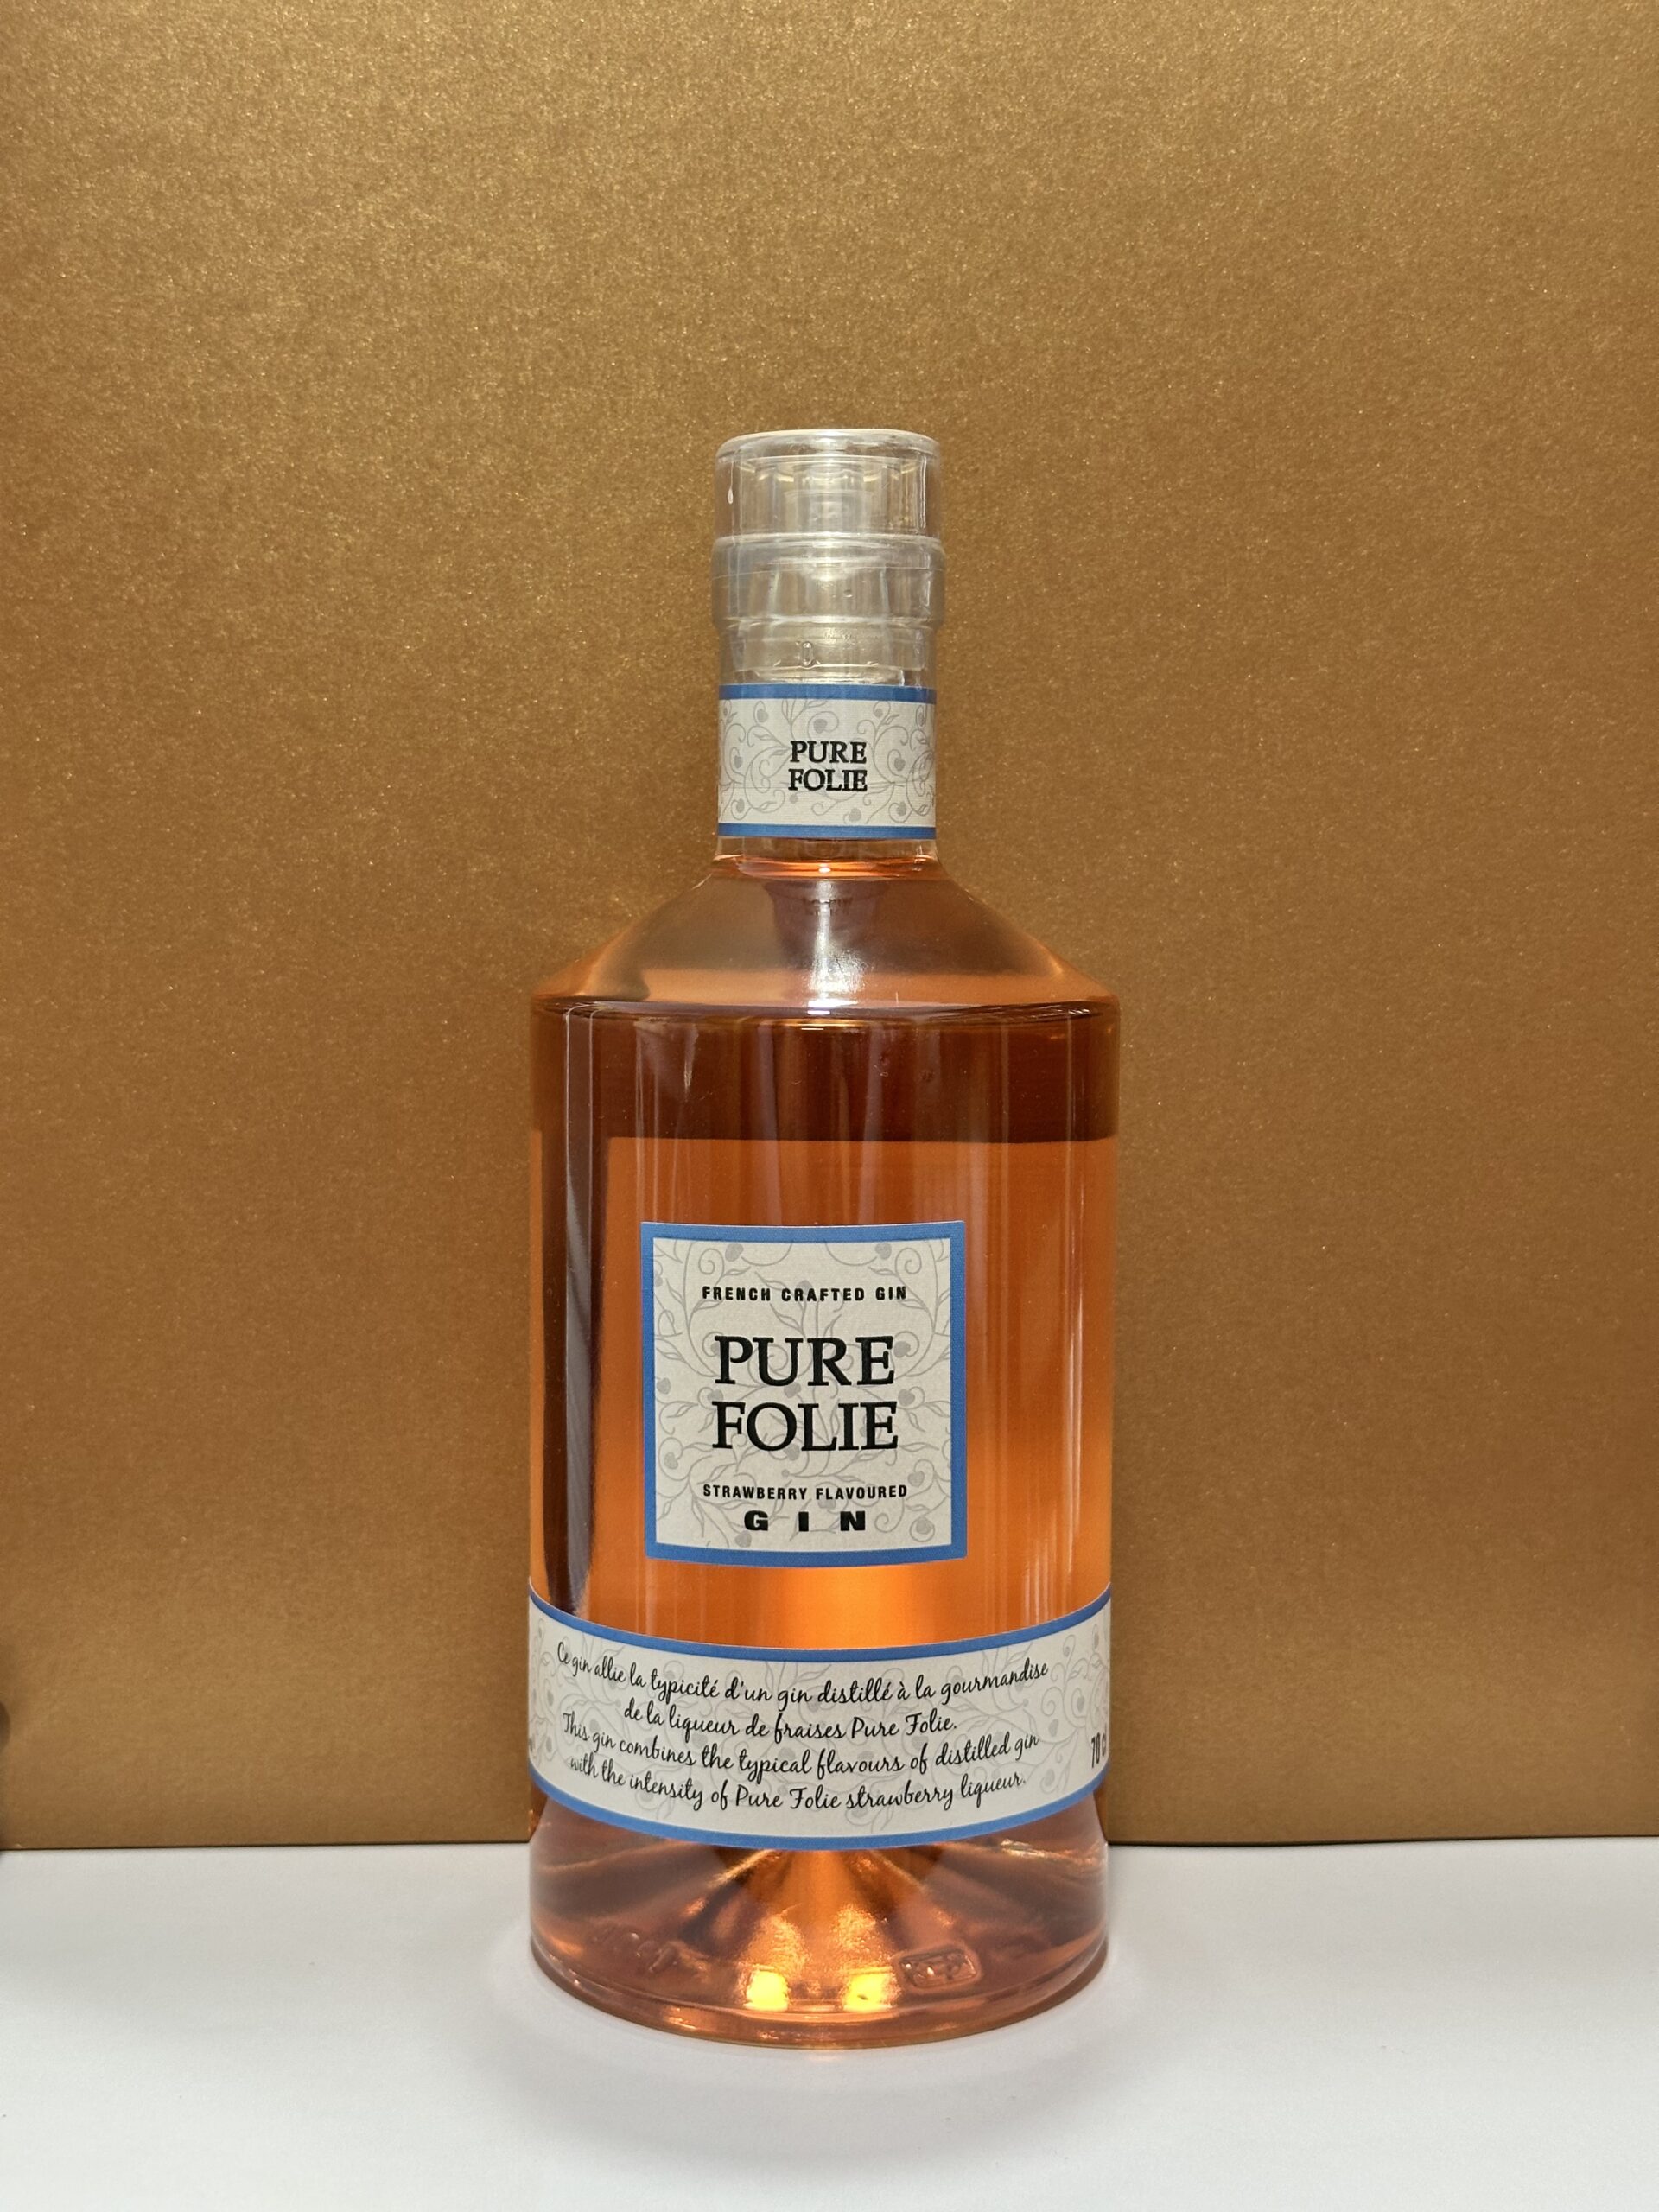 PURE
FOLIE
FRENCH CRAFTED GIN
PURE
FOLIE
STRAWBERRY FLAVOURED
GIN
Ce gin allie la typicité d'un gin distillé à la gourmandise
de la liqueur de fraises Pure Folie.
This gin combines the typical flavours of distilled gin
with the intensity of Pure Folie strawberry liqueur.
70 cl